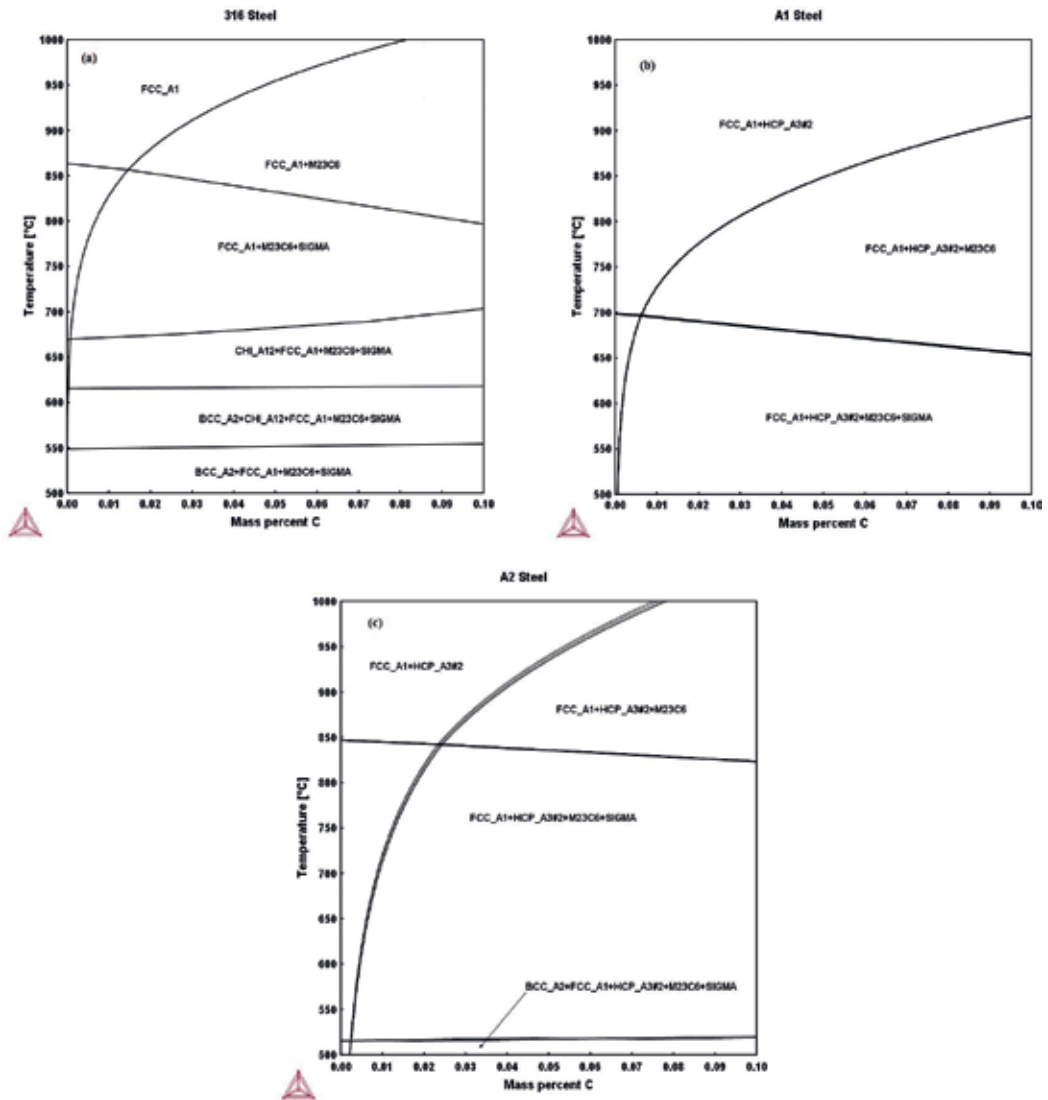 316 Steel
(a)
Temperature [°C]
1000
950
900
850
800
750
700
650
600
550
500
FCC_A1
FCC_A1+M23C6
FCC_A1+M23C6+SIGMA
CHI_A12+FCC_A1+M23C6+SIGMA
BCC_A2+CHI_A12+FCC_A1+M23C6+SIGMA
BCC_A2+FCC_A1+M23C6+SIGMA
0.00 0.01 0.02 0.03 0.04 0.05 0.06 0.07 0.08 0.09 0.10
Mass percent C
A1 Steel
(b)
Temperature [°C]
1000
950
900
850
800
750
700
650
600
550
500
FCC_A1+HCP_A3#2
FCC_A1+HCP_A3#2+M23C6
FCC_A1+HCP_A3#2+M23C6+SIGMA
0.00 0.01 0.02 0.03 0.04 0.05 0.06 0.07 0.08 0.09 0.10
Mass percent C
A2 Steel
(c)
Temperature [°C]
1000
950
900
850
800
750
700
650
600
550
500
FCC_A1+HCP_A3#2
FCC_A1+HCP_A3#2+M23C6
FCC_A1+HCP_A3#2+M23C6+SIGMA
BCC_A2+FCC_A1+HCP_A3#2+M23C6+SIGMA
0.00 0.01 0.02 0.03 0.04 0.05 0.06 0.07 0.08 0.09 0.10
Mass percent C